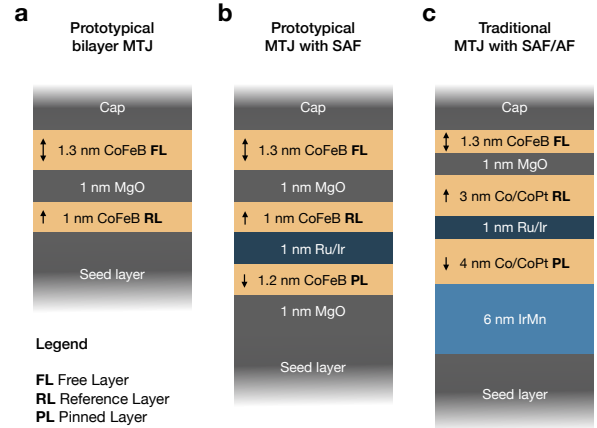 a
Prototypical
bilayer MTJ
Cap
1.3 nm CoFeB FL
1 nm MgO
1 nm CoFeB RL
Seed layer
Legend
FL Free Layer
RL Reference Layer
PL Pinned Layer
b
Prototypical
MTJ with SAF
Cap
1.3 nm CoFeB FL
1 nm MgO
1 nm CoFeB RL
1 nm Ru/Ir
1.2 nm CoFeB PL
1 nm MgO
Seed layer
c
Traditional
MTJ with SAF/AF
Cap
1.3 nm CoFeB FL
1 nm MgO
3 nm Co/CoPt RL
1 nm Ru/Ir
4 nm Co/CoPt PL
6 nm IrMn
Seed layer